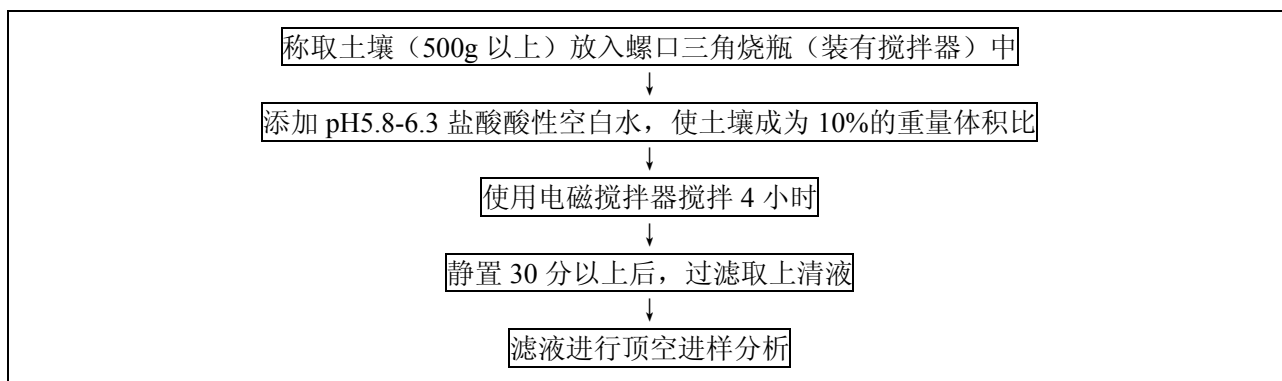 称取土壤（500g 以上）放入螺口三角烧瓶（装有搅拌器）中
↓
添加 pH5.8-6.3 盐酸酸性空白水，使土壤成为 10%的重量体积比
↓
使用电磁搅拌器搅拌 4 小时
↓
静置 30 分以上后，过滤取上清液
↓
滤液进行顶空进样分析